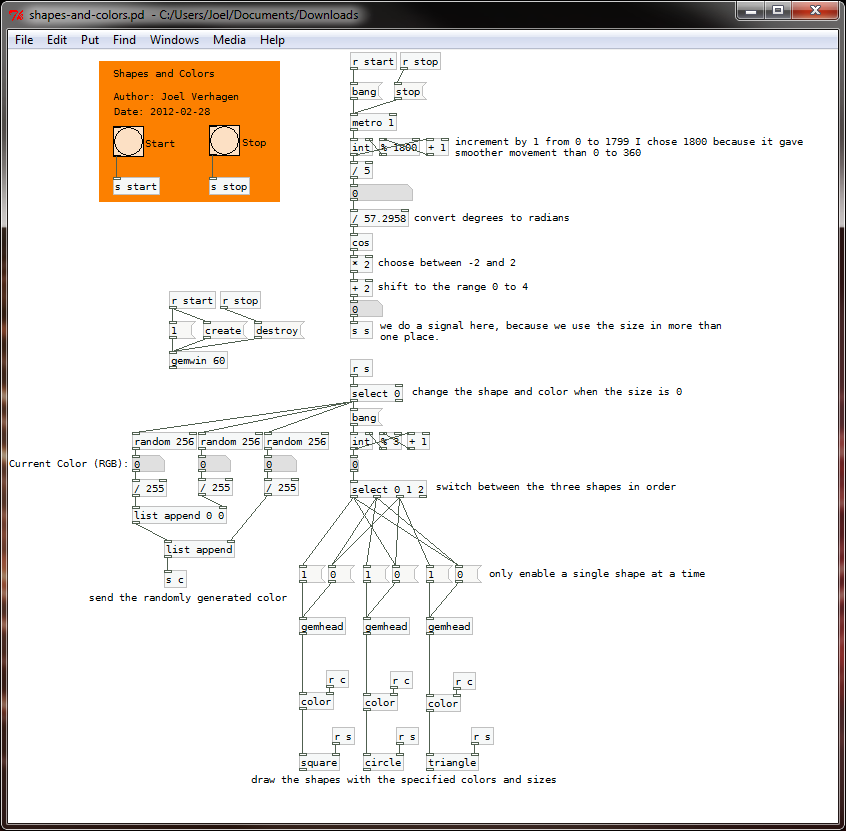 shapes-and-colors.pd - C:/Users/Joel/Documents/Downloads
File Edit Put Find Windows Media Help
Shapes and Colors
Author: Joel Verhagen
Date: 2012-02-28
Start
Stop
s start
s stop
r start
r stop
bang
stop
metro 1
int
% 1800
+ 1
increment by 1 from 0 to 1799 I chose 1800 because it gave
smoother movement than 0 to 360
/ 5
0
/ 57.2958
convert degrees to radians
cos
* 2
choose between -2 and 2
+ 2
shift to the range 0 to 4
0
s s
we do a signal here, because we use the size in more than
one place.
r start
r stop
1
create
destroy
gemwin 60
r s
select 0
change the shape and color when the size is 0
bang
int
% 3
+ 1
0
select 0 1 2
switch between the three shapes in order
random 256
random 256
random 256
Current Color (RGB):
0
0
0
/ 255
/ 255
/ 255
list append 0 0
list append
s c
send the randomly generated color
1
0
1
0
1
0
only enable a single shape at a time
gemhead
gemhead
gemhead
r c
r c
r c
color
color
color
r s
r s
r s
square
circle
triangle
draw the shapes with the specified colors and sizes